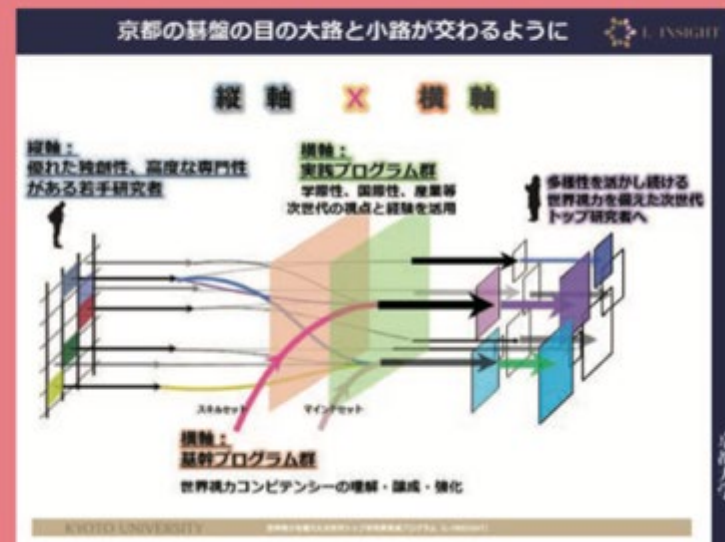 京都の碁盤の目の大路と小路が交わるように
L-INSIGHT
縦軸 X 横軸
縦軸：
優れた独創性、高度な専門性
がある若手研究者
横軸：
実践プログラム群
学際性、国際性、産業等
次世代の視点と経験を活用
多様性を活かし続ける
世界視力を備えた次世代
トップ研究者へ
スキルセット
マインドセット
横軸：
基幹プログラム群
世界視力コンピテンシーの理解・醸成・強化
KYOTO UNIVERSITY